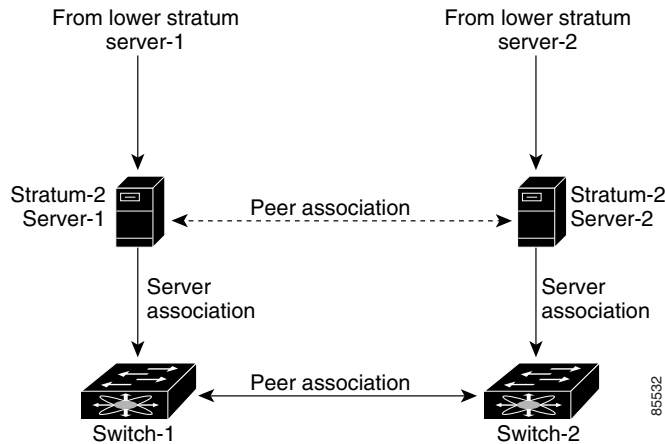 From lower stratum
server-1
From lower stratum
server-2
Stratum-2
Server-1
Peer association
Stratum-2
Server-2
Server
association
Server
association
Peer association
Switch-1
Switch-2
85532